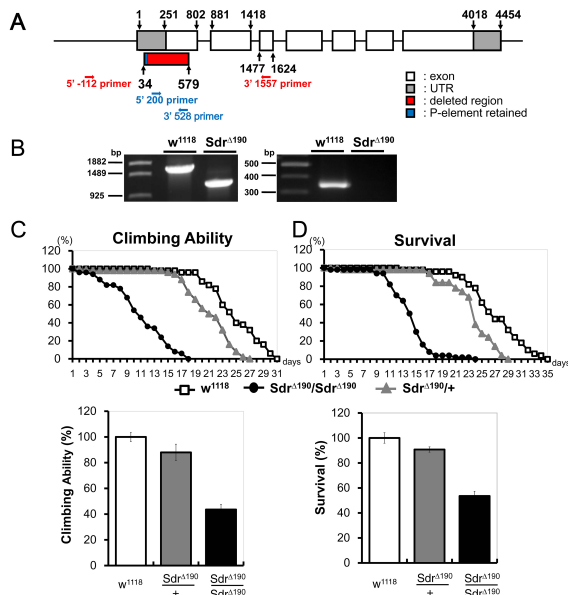 A
1 251 802 881 1418 4018 4454
34 579 1477 1624
5' -112 primer
5' 200 primer
3' 528 primer
3' 1557 primer
: exon
: UTR
: deleted region
: P-element retained
B
bp w1118 SdrΔ190
1882
1489
925
bp w1118 SdrΔ190
500
400
300
C
Climbing Ability
(%)
120
100
80
60
40
20
0
1 3 5 7 9 11 13 15 17 19 21 23 25 27 29 31 days
D
Survival
(%)
120
100
80
60
40
20
0
1 3 5 7 9 11 13 15 17 19 21 23 25 27 29 31 33 35 days
w1118 SdrΔ190/SdrΔ190 SdrΔ190/+
Climbing Ability (%)
120
100
80
60
40
20
0
w1118 SdrΔ190 SdrΔ190
+ SdrΔ190
Survival (%)
120
100
80
60
40
20
0
w1118 SdrΔ190 SdrΔ190
+ SdrΔ190